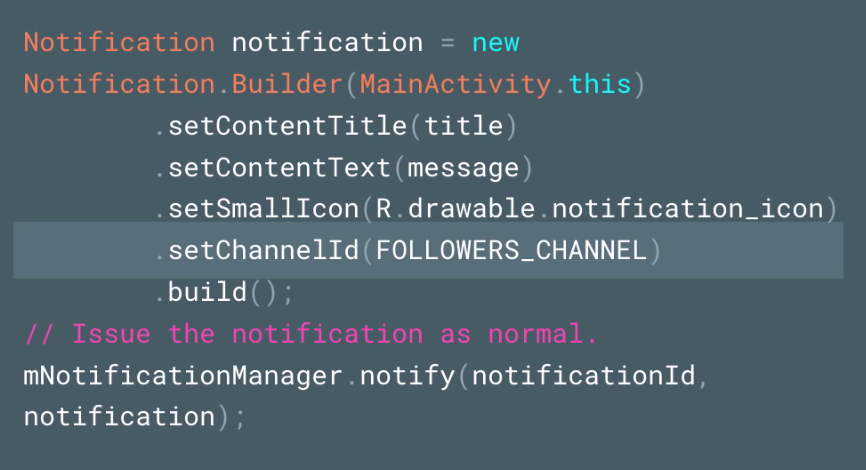 Notification notification = new
Notification.Builder(MainActivity.this)
.setContentTitle(title)
.setContentText(message)
.setSmallIcon(R.drawable.notification_icon)
.setChannelId(FOLLOWERS_CHANNEL)
.build();
// Issue the notification as normal.
mNotificationManager.notify(notificationId,
notification);